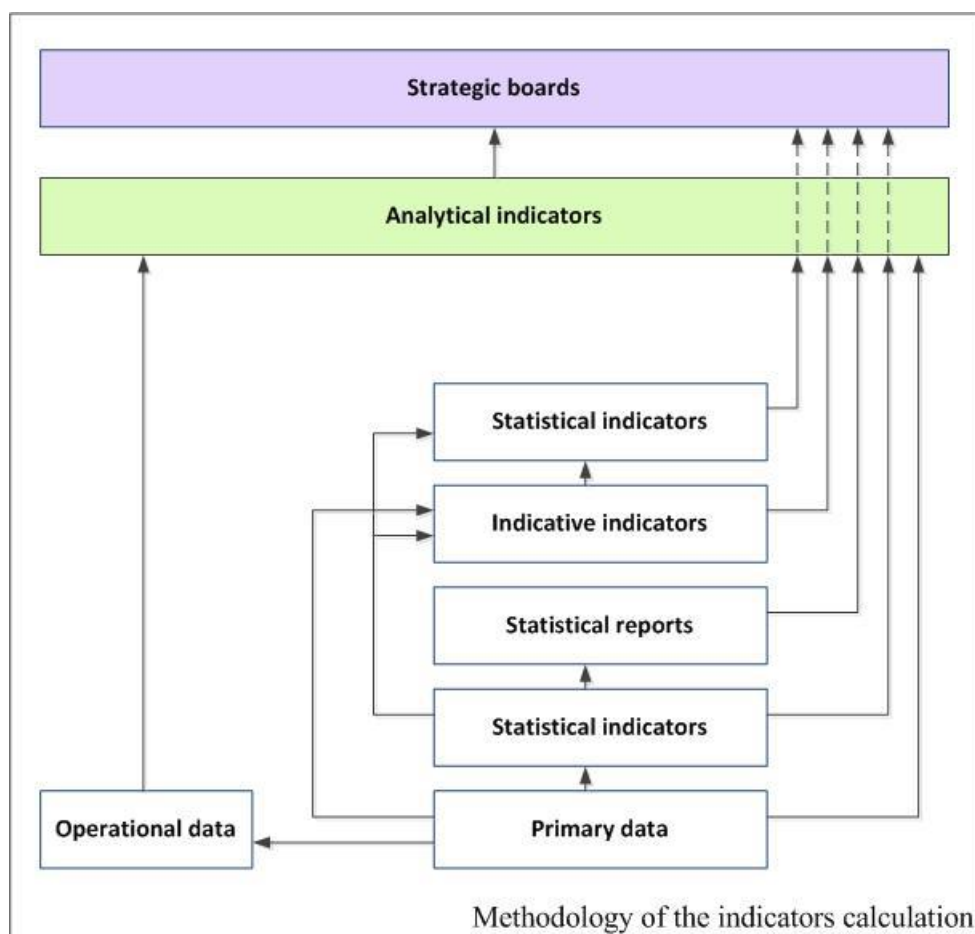 Strategic boards
Analytical indicators
Statistical indicators
Indicative indicators
Statistical reports
Statistical indicators
Operational data
Primary data
Methodology of the indicators calculation